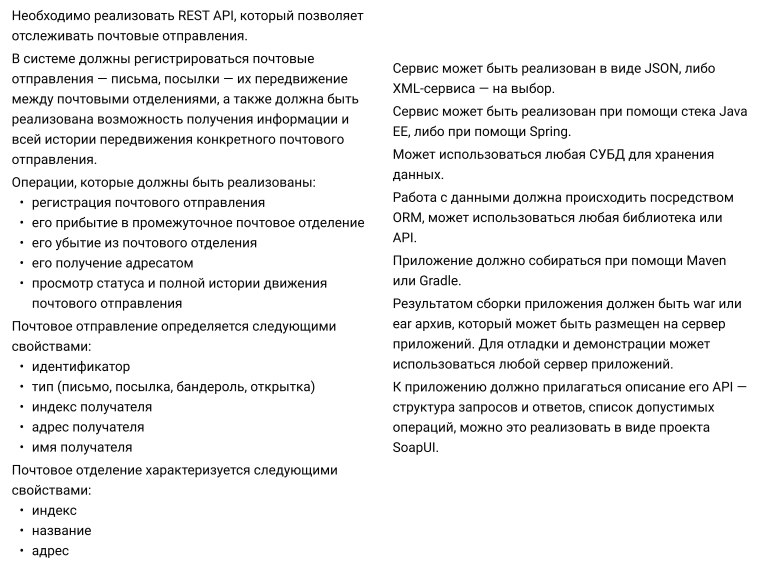 Необходимо реализовать REST API, который позволяет
отслеживать почтовые отправления.
В системе должны регистрироваться почтовые
отправления — письма, посылки — их передвижение
между почтовыми отделениями, а также должна быть
реализована возможность получения информации и
всей истории передвижения конкретного почтового
отправления.
Операции, которые должны быть реализованы:
• регистрация почтового отправления
• его прибытие в промежуточное почтовое отделение
• его убытие из почтового отделения
• его получение адресатом
• просмотр статуса и полной истории движения
почтового отправления
Почтовое отправление определяется следующими
свойствами:
• идентификатор
• тип (письмо, посылка, бандероль, открытка)
• индекс получателя
• адрес получателя
• имя получателя
Почтовое отделение характеризуется следующими
свойствами:
• индекс
• название
• адрес
Сервис может быть реализован в виде JSON, либо
XML-сервиса — на выбор.
Сервис может быть реализован при помощи стека Java
EE, либо при помощи Spring.
Может использоваться любая СУБД для хранения
данных.
Работа с данными должна происходить посредством
ORM, может использоваться любая библиотека или
API.
Приложение должно собираться при помощи Maven
или Gradle.
Результатом сборки приложения должен быть war или
ear архив, который может быть размещен на сервер
приложений. Для отладки и демонстрации может
использоваться любой сервер приложений.
К приложению должно прилагаться описание его API —
структура запросов и ответов, список допустимых
операций, можно это реализовать в виде проекта
SoapUI.